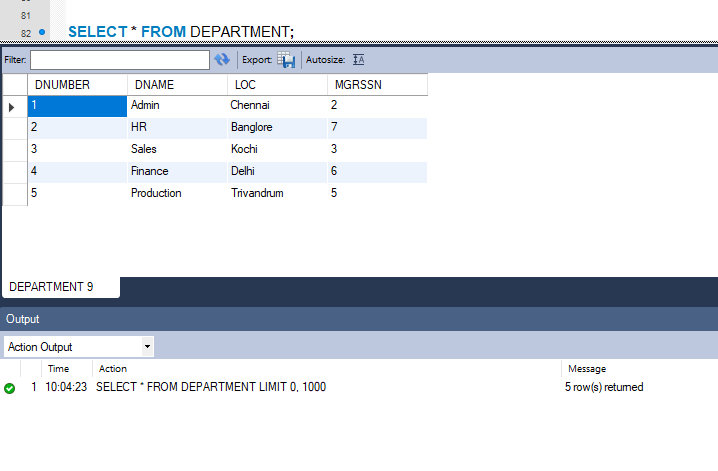 81
82 SELECT * FROM DEPARTMENT;
Filter: Export: Autosize:
DNUMBER DNAME LOC MGRSSN
1 Admin Chennai 2
2 HR Banglore 7
3 Sales Kochi 3
4 Finance Delhi 6
5 Production Trivandrum 5
DEPARTMENT 9
Output
Action Output
Time Action Message
1 10:04:23 SELECT * FROM DEPARTMENT LIMIT 0, 1000 5 row(s) returned